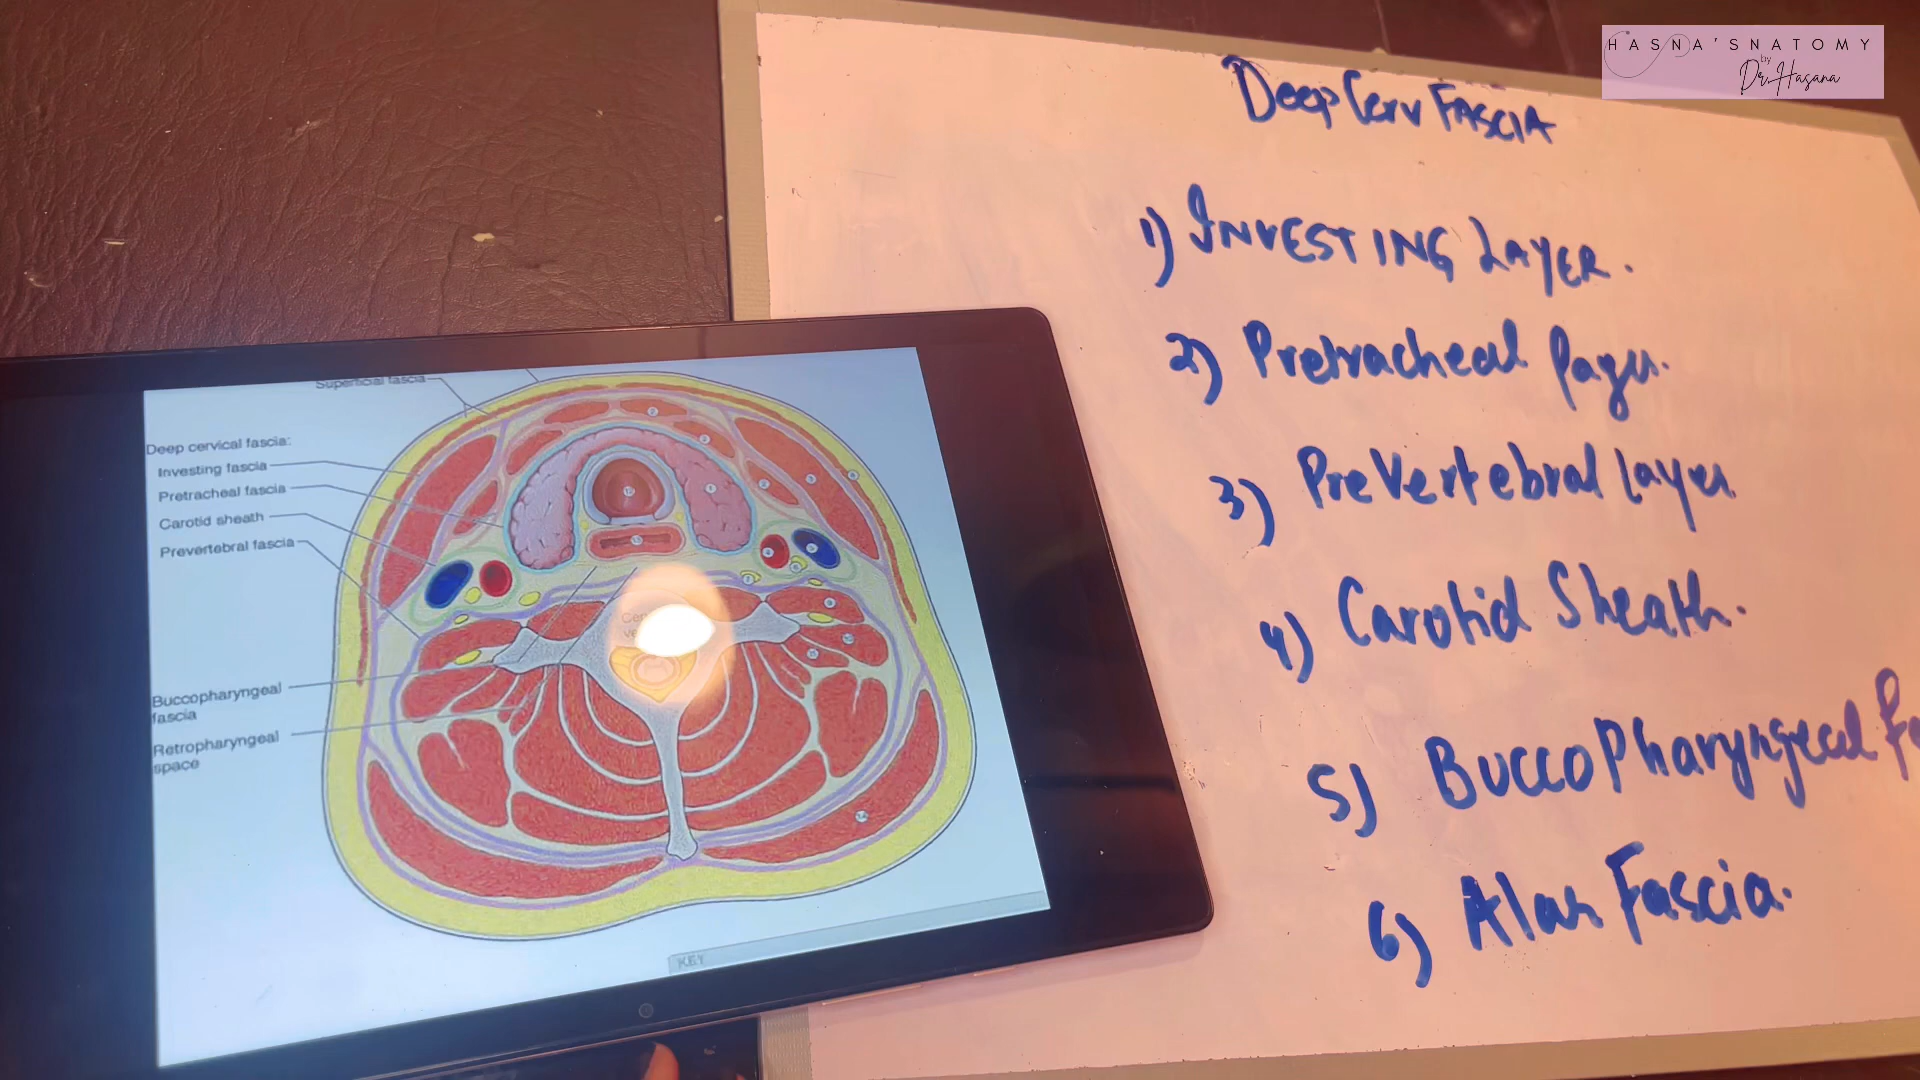 HASNA'SNATOMY
by
Dr.Hasana
Deep Cerv FASCIA
1) INVESTING LAYER.
2) Pretracheal
3) PreVertebral Layer
4) Carotid Sheath.
5) BuccoPharyngeal
6) Alar Fascia.
Superficial fascia
Deep cervical fascia:
Investing fascia
Pretracheal fascia
Carotid sheath
Prevertebral fascia
Buccopharyngeal
fascia
Retropharyngeal
space
KEY